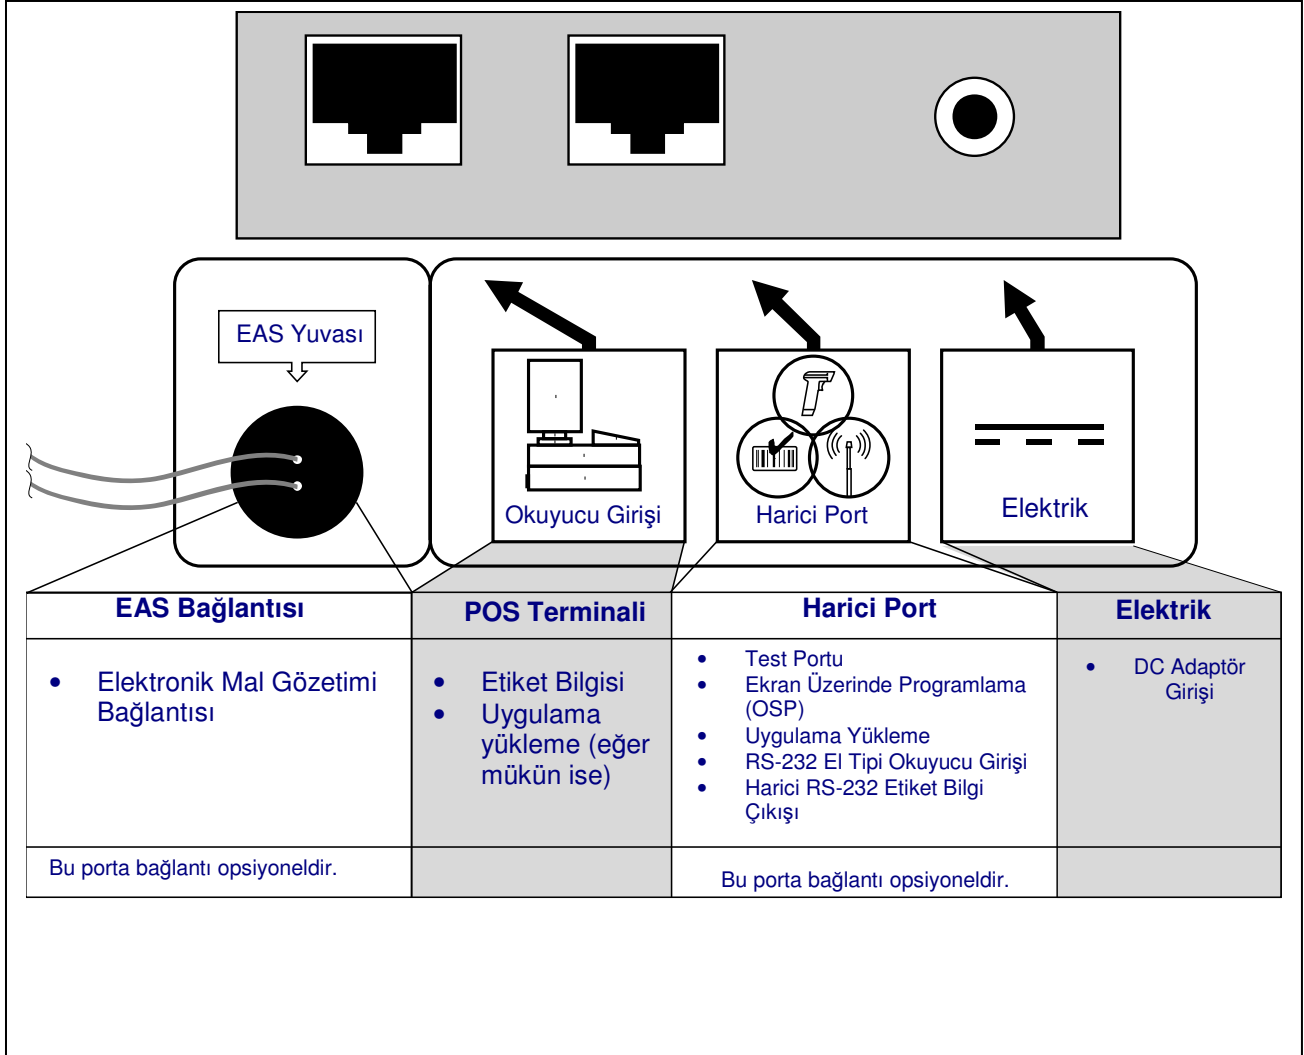 EAS Yuvası
Okuyucu Girişi
Harici Port
Elektrik
EAS Bağlantısı
POS Terminali
Harici Port
Elektrik
• Elektronik Mal Gözetimi
Bağlantısı
• Etiket Bilgisi
• Uygulama
yükleme (eğer
mükün ise)
• Test Portu
• Ekran Üzerinde Programlama
(OSP)
• Uygulama Yükleme
• RS-232 El Tipi Okuyucu Girişi
• Harici RS-232 Etiket Bilgi
Çıkışı
• DC Adaptör
Girişi
Bu porta bağlantı opsiyoneldir.
Bu porta bağlantı opsiyoneldir.